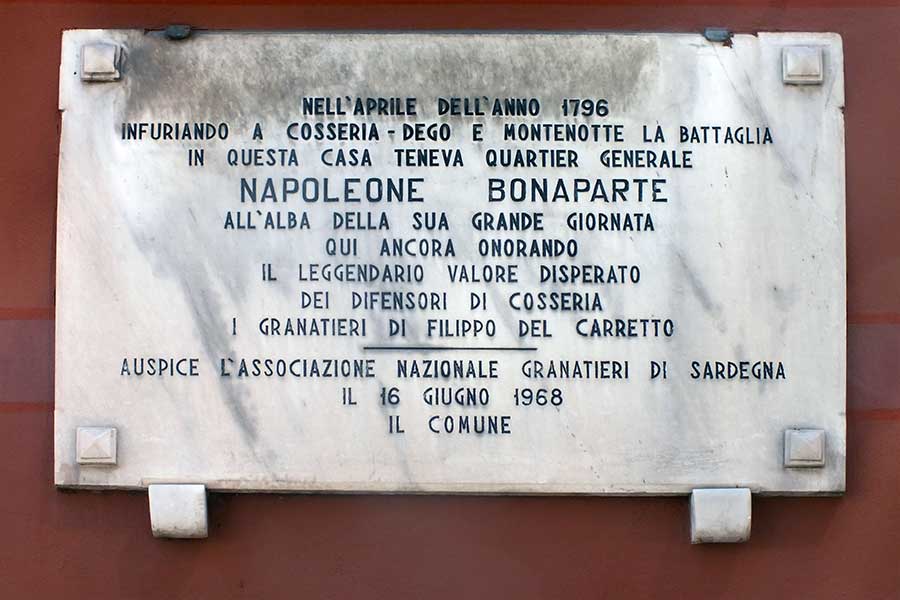 NELL'APRILE DELL'ANNO 1796
INFURIANDO A COSSERIA - DEGO E MONTENOTTE LA BATTAGLIA
IN QUESTA CASA TENEVA QUARTIER GENERALE
NAPOLEONE BONAPARTE
ALL'ALBA DELLA SUA GRANDE GIORNATA
QUI ANCORA ONORANDO
IL LEGGENDARIO VALORE DISPERATO
DEI DIFENSORI DI COSSERIA
I GRANATIERI DI FILIPPO DEL CARRETTO
AUSPICE L'ASSOCIAZIONE NAZIONALE GRANATIERI DI SARDEGNA
IL 16 GIUGNO 1968
IL COMUNE